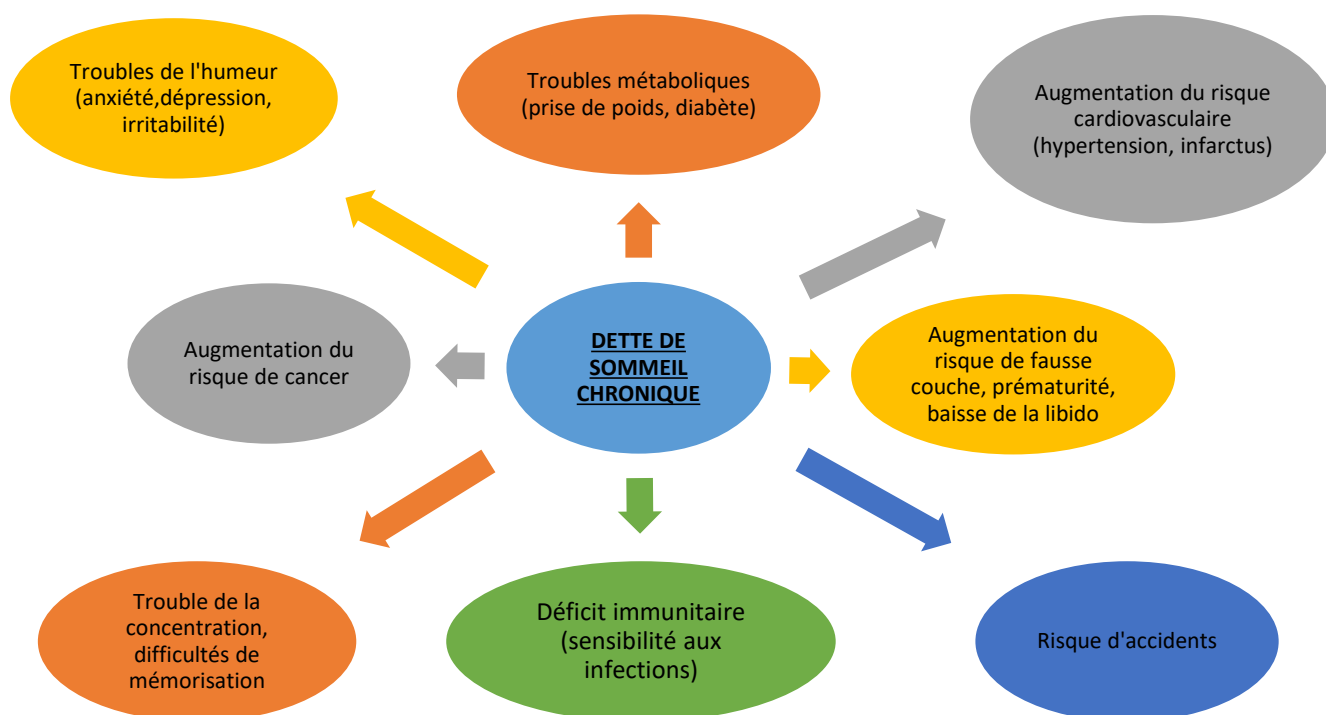 Troubles de l'humeur
(anxiété,dépression,
irritabilité)
Troubles métaboliques
(prise de poids, diabète)
Augmentation du risque
cardiovasculaire
(hypertension, infarctus)
Augmentation du
risque de cancer
DETTE DE
SOMMEIL
CHRONIQUE
Augmentation du
risque de fausse
couche, prématurité,
baisse de la libido
Trouble de la
concentration,
difficultés de
mémorisation
Déficit immunitaire
(sensibilité aux
infections)
Risque d'accidents